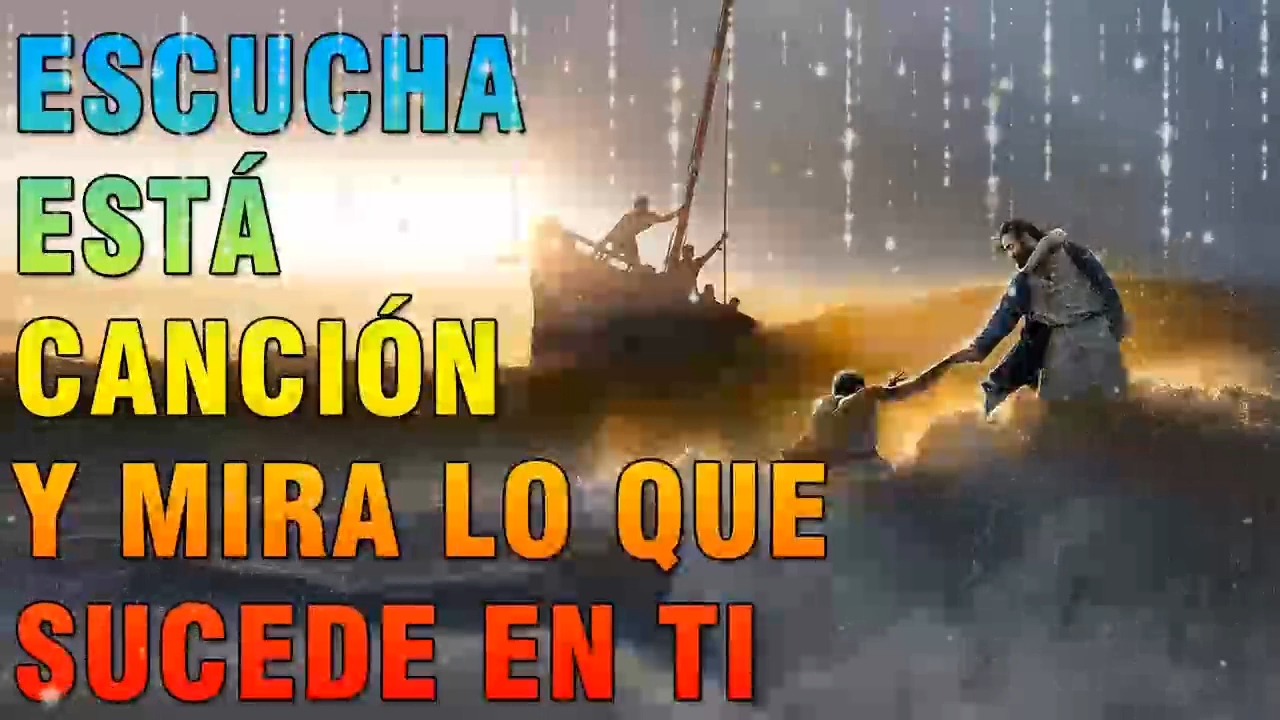 ESCUCHA
ESTÁ
CANCIÓN
Y MIRA LO QUE
SUCEDE EN TI